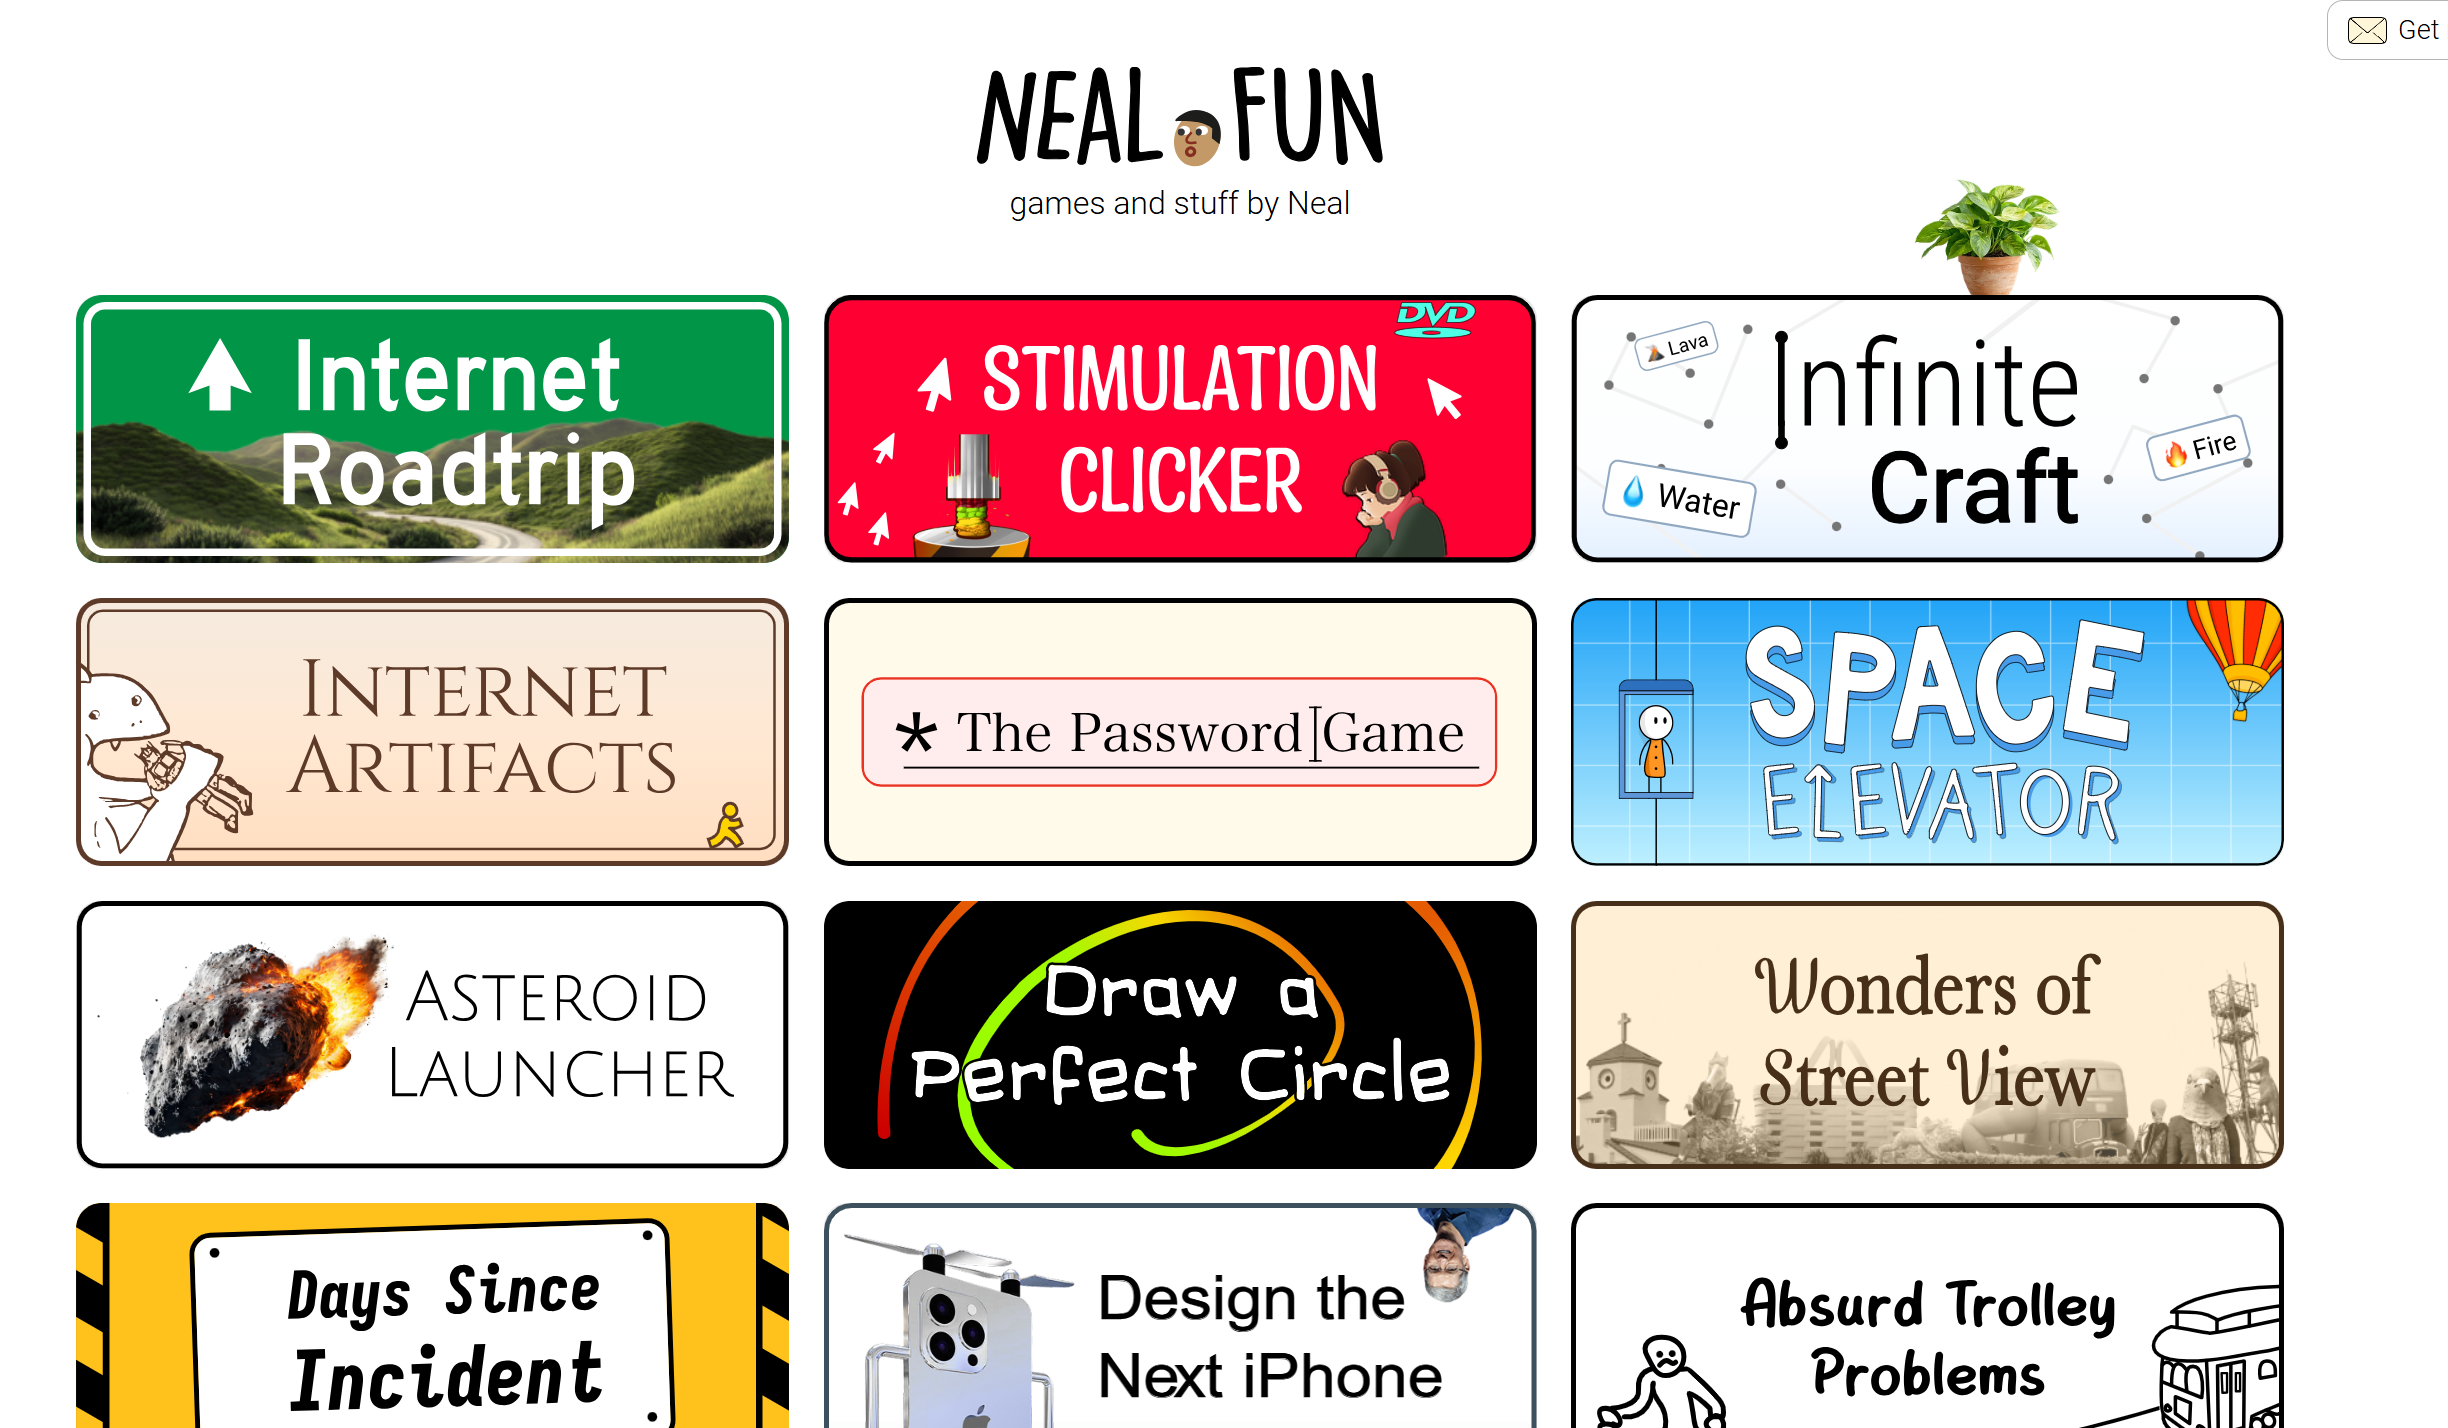 Get
NEAL FUN
games and stuff by Neal
Internet
Roadtrip
DVD
STIMULATION
CLICKER
Lava
Infinite
Craft
Fire
Water
INTERNET
ARTIFACTS
* The Password Game
SPACE
ELEVATOR
ASTEROID
LAUNCHER
Draw a
Perfect Circle
Wonders of
Street View
Days Since
Incident
Design the
Next iPhone
Absurd Trolley
Problems